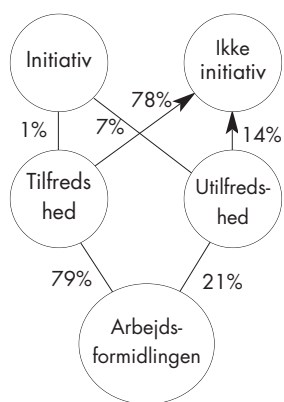 Initiativ
Ikke
initiativ
78%
1%
7%
14%
Tilfreds
hed
Utilfreds-
hed
79%
21%
Arbejds-
formidlingen